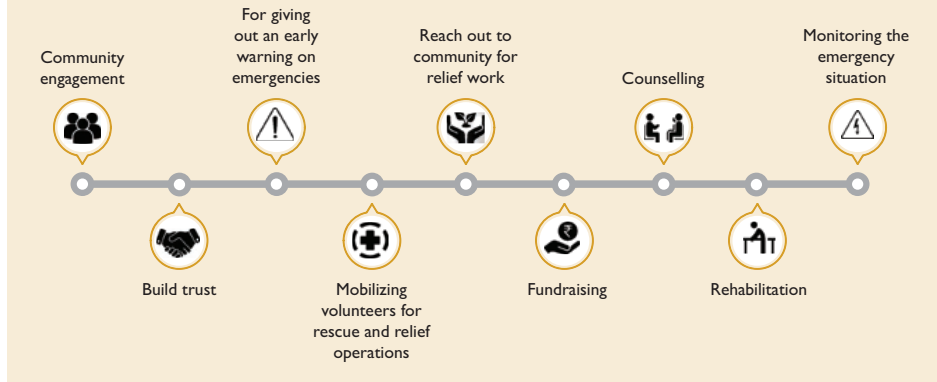 Community
engagement
Build trust
For giving
out an early
warning on
emergencies
Mobilizing
volunteers for
rescue and relief
operations
Reach out to
community for
relief work
₹
Fundraising
Counselling
Rehabilitation
Monitoring the
emergency
situation